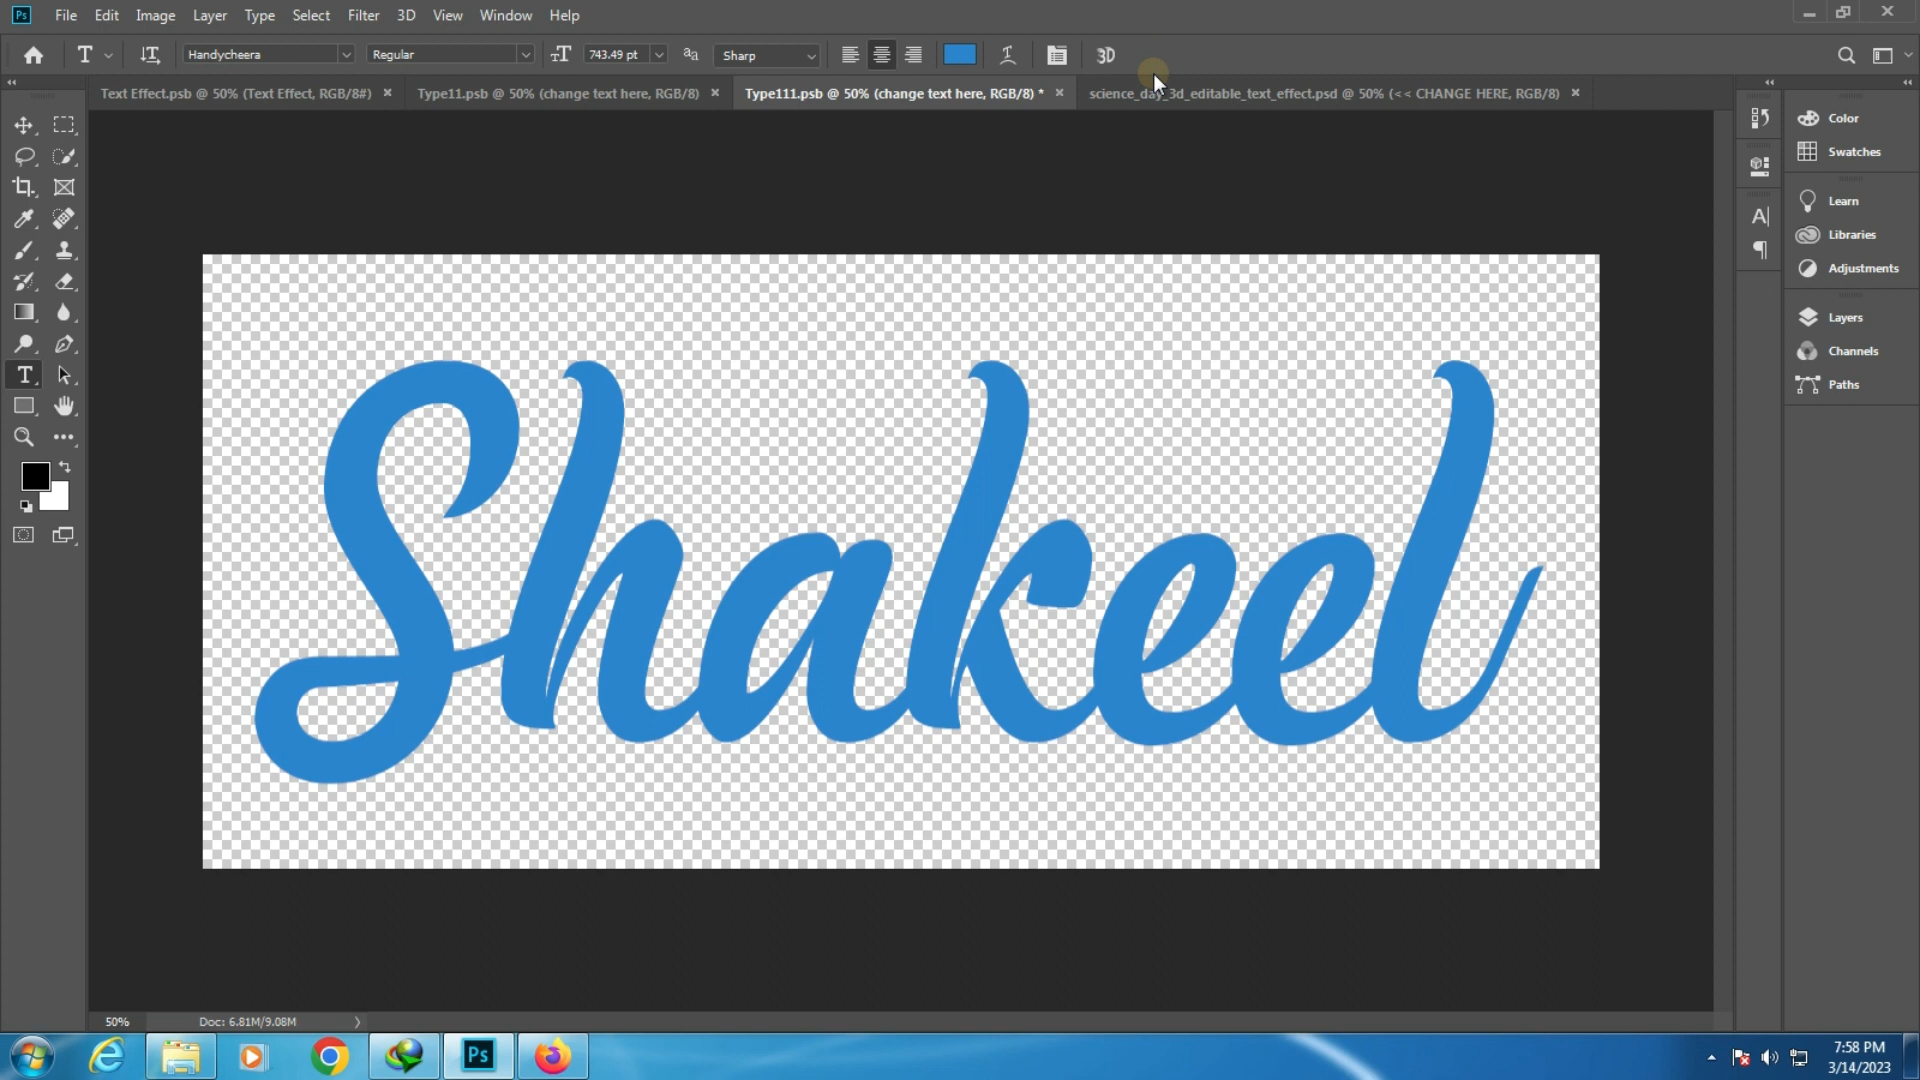 Ps File Edit Image Layer Type Select Filter 3D View Window Help
T Handycheera Regular 743.49 pt aa Sharp 3D
Text Effect.psb @ 50% (Text Effect, RGB/8#) × Type11.psb @ 50% (change text here, RGB/8) × Type111.psb @ 50% (change text here, RGB/8) * × science_day_3d_editable_text_effect.psd @ 50% (<< CHANGE HERE, RGB/8) ×
Color
Swatches
Learn
Libraries
Adjustments
Layers
Channels
Paths
Shakeel
50% Doc: 6.81M/9.08M
Ps
7:58 PM
3/14/2023